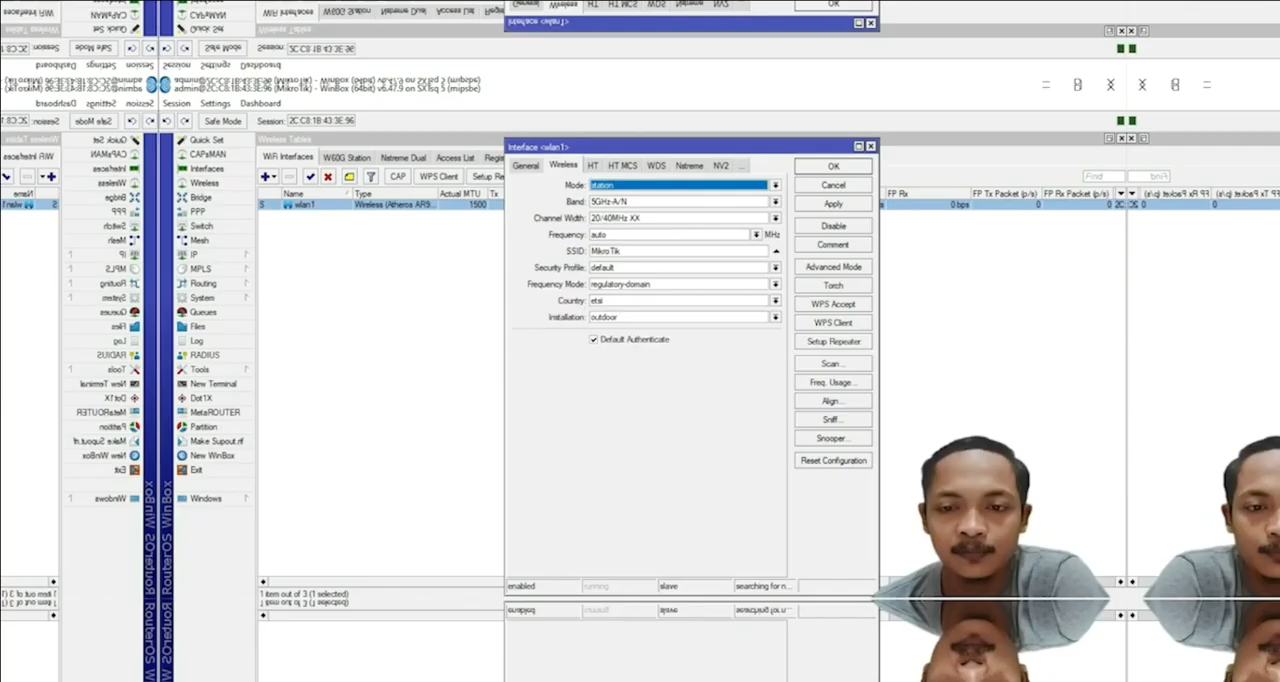 admin@2C:C8:1B:43:3E:96 (MikroTik) - WinBox (64bit) v6.47.9 on SXTsq 5 (mipsbe)
Session Settings Dashboard
Safe Mode Session: 2C:C8:1B:43:3E:96
Quick Set
CAPsMAN
Interfaces
Wireless
Bridge
PPP
Switch
Mesh
IP
MPLS
Routing
System
Queues
Files
Log
RADIUS
Tools
New Terminal
Dot1X
MetaROUTER
Partition
Make Supout.rif
New WinBox
Exit
Windows
RouterOS WinBox
Wireless Tables
WiFi Interfaces W60G Station Nstreme Dual Access List
CAP WPS Client
Name Type Actual MTU Tx
S wlan1 Wireless (Atheros AR9... 1500
1 item out of 3 (1 selected)
Interface <wlan1>
General Wireless HT HT MCS WDS Nstreme NV2 ...
Mode: station
Band: 5GHz-A/N
Channel Width: 20/40MHz XX
Frequency: auto MHz
SSID: MikroTik
Security Profile: default
Frequency Mode: regulatory-domain
Country: etsi
Installation: outdoor
Default Authenticate
OK
Cancel
Apply
Disable
Comment
Advanced Mode
Torch
WPS Accept
WPS Client
Setup Repeater
Scan...
Freq. Usage...
Align...
Sniff...
Snooper...
Reset Configuration
enabled running slave searching for n...
Find
FP Rx FP Tx Packet (p/s) FP Rx Packet (p/s)
0 bps 0 0